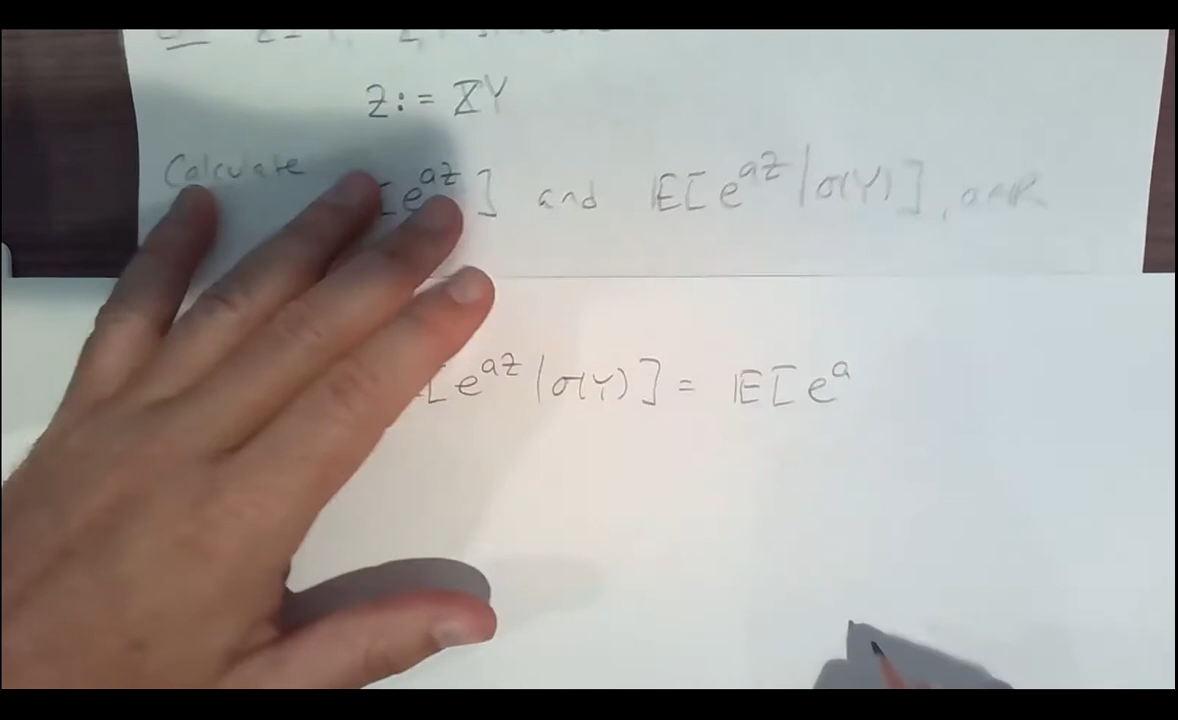 Z := XY
Calculate [e^{aZ}] and 𝔼[e^{aZ}|σ(Y)], a∈ℝ
[e^{aZ}|σ(Y)] = 𝔼[e^{a